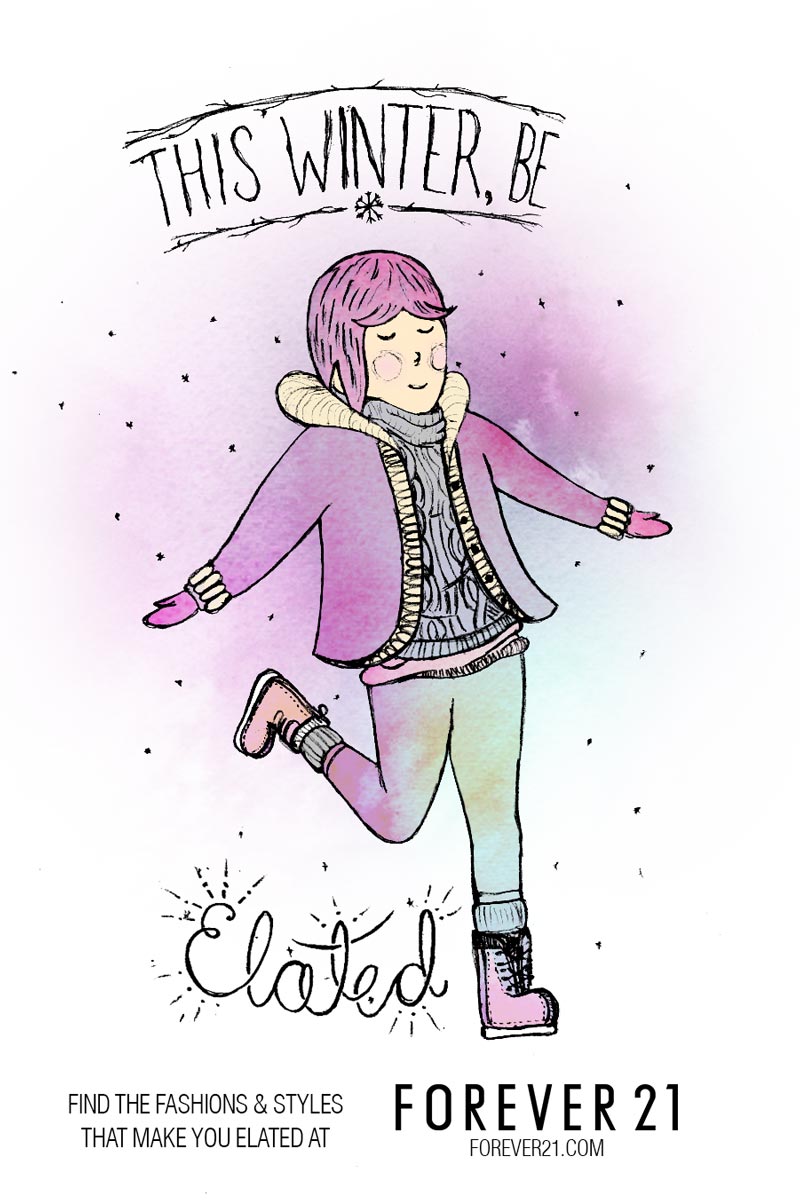 THIS WINTER, BE
Elated
FIND THE FASHIONS & STYLES
THAT MAKE YOU ELATED AT
FOREVER 21
FOREVER21.COM